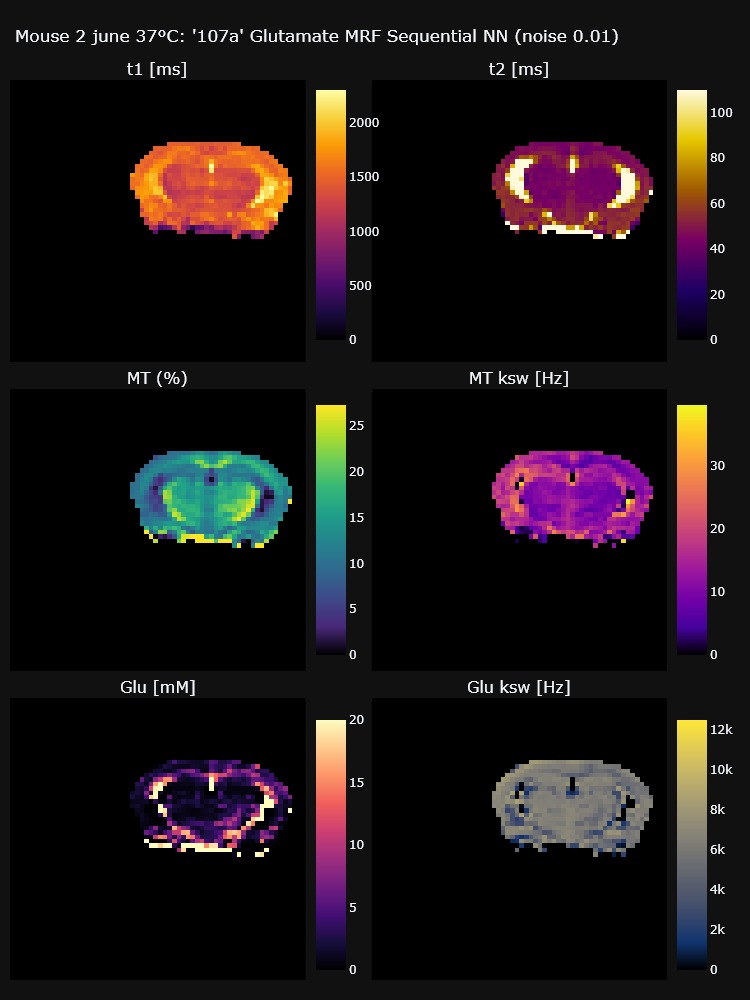 Mouse 2 june 37ºC: '107a' Glutamate MRF Sequential NN (noise 0.01)
t1 [ms]
2000
1500
1000
500
0
t2 [ms]
100
80
60
40
20
0
MT (%)
25
20
15
10
5
0
MT ksw [Hz]
30
20
10
0
Glu [mM]
20
15
10
5
0
Glu ksw [Hz]
12k
10k
8k
6k
4k
2k
0